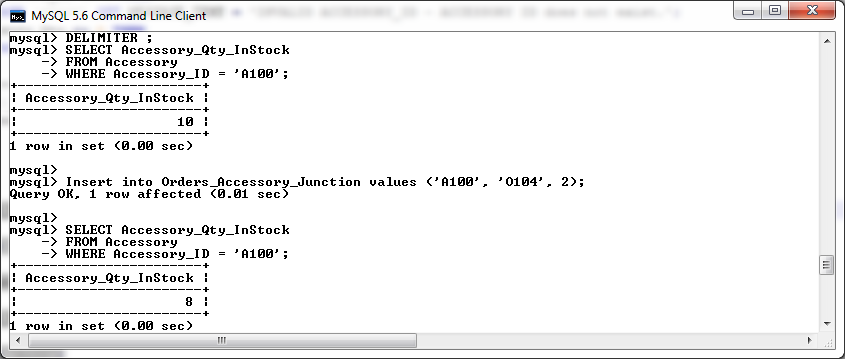 MySQL 5.6 Command Line Client
mysql> DELIMITER ;
mysql> SELECT Accessory_Qty_InStock
    -> FROM Accessory
    -> WHERE Accessory_ID = 'A100';
+-----------------------+
¦ Accessory_Qty_InStock ¦
+-----------------------+
¦                    10 ¦
+-----------------------+
1 row in set (0.00 sec)
mysql>
mysql> Insert into Orders_Accessory_Junction values ('A100', 'O104', 2);
Query OK, 1 row affected (0.01 sec)
mysql>
mysql> SELECT Accessory_Qty_InStock
    -> FROM Accessory
    -> WHERE Accessory_ID = 'A100';
+-----------------------+
¦ Accessory_Qty_InStock ¦
+-----------------------+
¦                     8 ¦
+-----------------------+
1 row in set (0.00 sec)